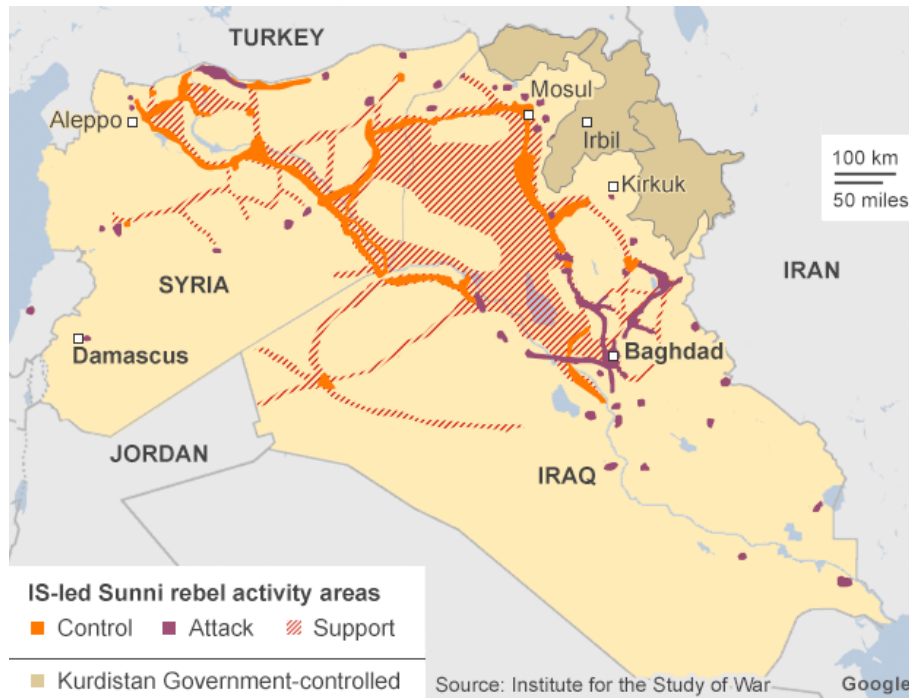 TURKEY
Mosul
Aleppo
Irbil
100 km
Kirkuk
50 miles
SYRIA
IRAN
Damascus
Baghdad
JORDAN
IRAQ
IS-led Sunni rebel activity areas
Control Attack Support
Kurdistan Government-controlled
Source: Institute for the Study of War
Google